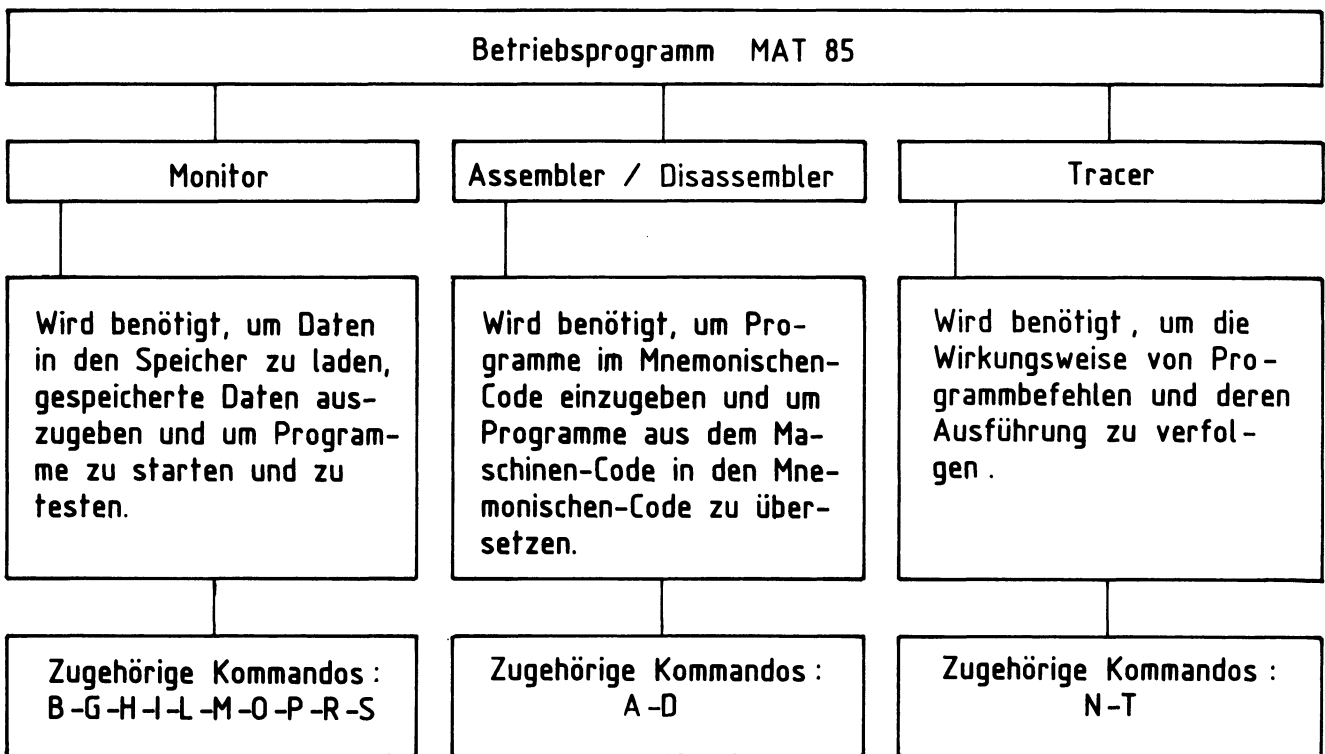 Betriebsprogramm MAT 85
Monitor
Assembler / Disassembler
Tracer
Wird benötigt, um Daten
in den Speicher zu laden,
gespeicherte Daten aus-
zugeben und um Program-
me zu starten und zu
testen.
Wird benötigt, um Pro-
gramme im Mnemonischen-
Code einzugeben und um
Programme aus dem Ma-
schinen-Code in den Mne-
monischen-Code zu über-
setzen.
Wird benötigt, um die
Wirkungsweise von Pro-
grammbefehlen und deren
Ausführung zu verfol-
gen.
Zugehörige Kommandos:
B-G-H-I-L-M-O-P-R-S
Zugehörige Kommandos:
A-D
Zugehörige Kommandos:
N-T